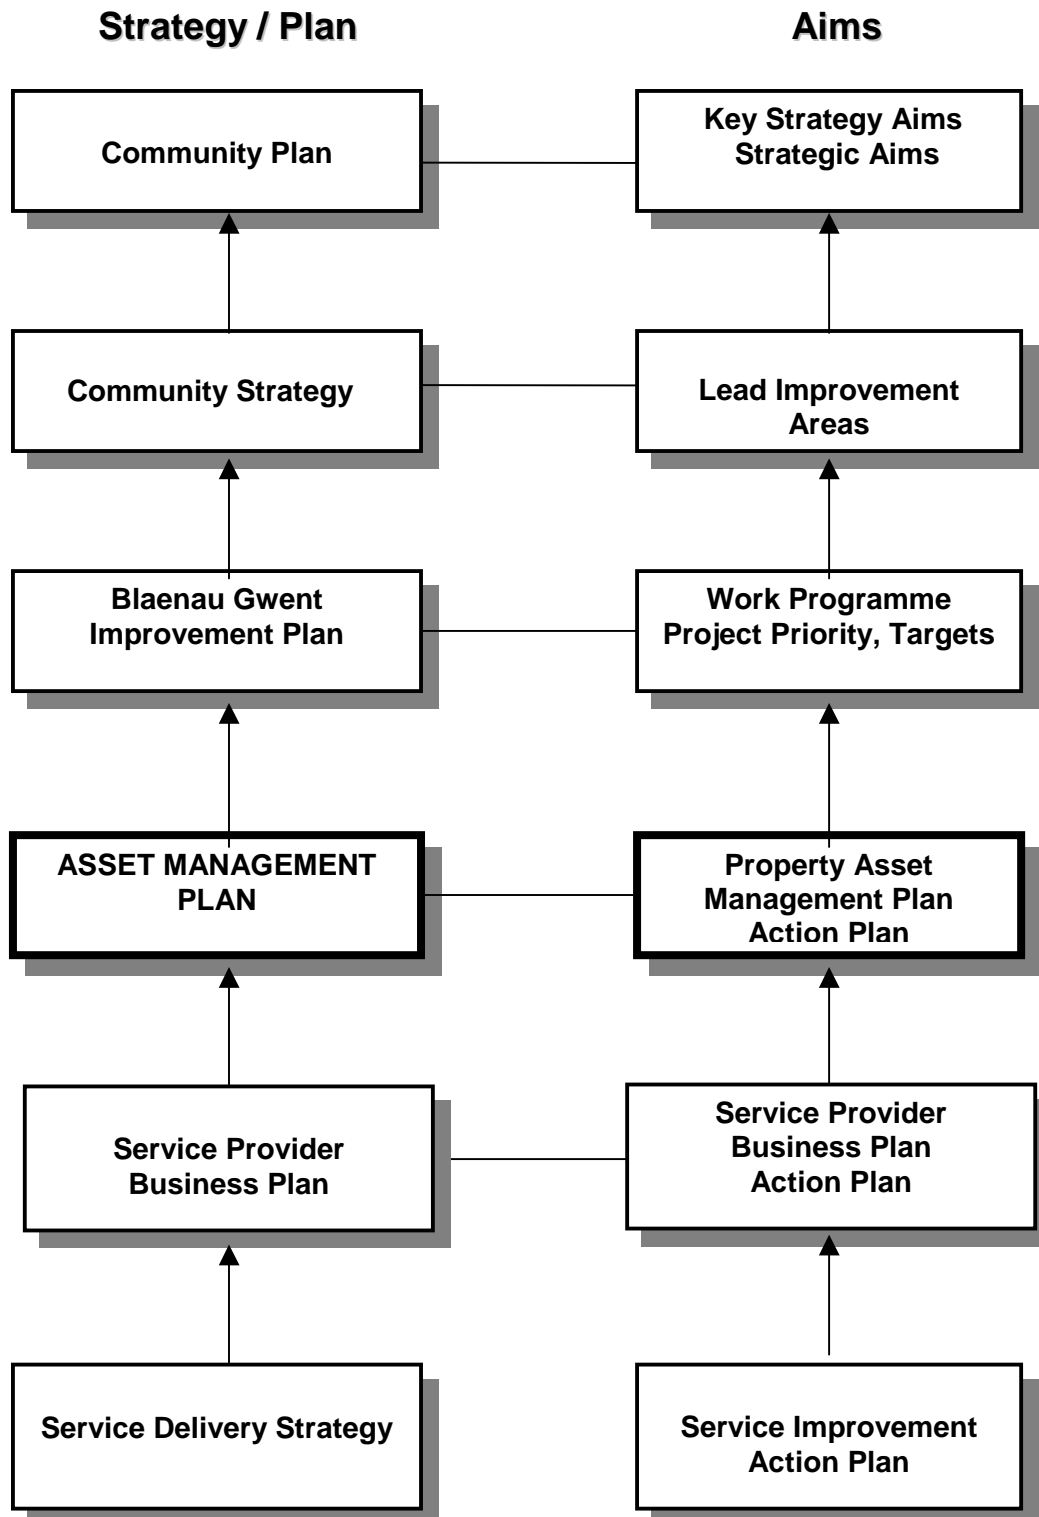 Strategy / Plan
Aims
Community Plan
Key Strategy Aims
Strategic Aims
Community Strategy
Lead Improvement
Areas
Blaenau Gwent
Improvement Plan
Work Programme
Project Priority, Targets
ASSET MANAGEMENT
PLAN
Property Asset
Management Plan
Action Plan
Service Provider
Business Plan
Service Provider
Business Plan
Action Plan
Service Delivery Strategy
Service Improvement
Action Plan